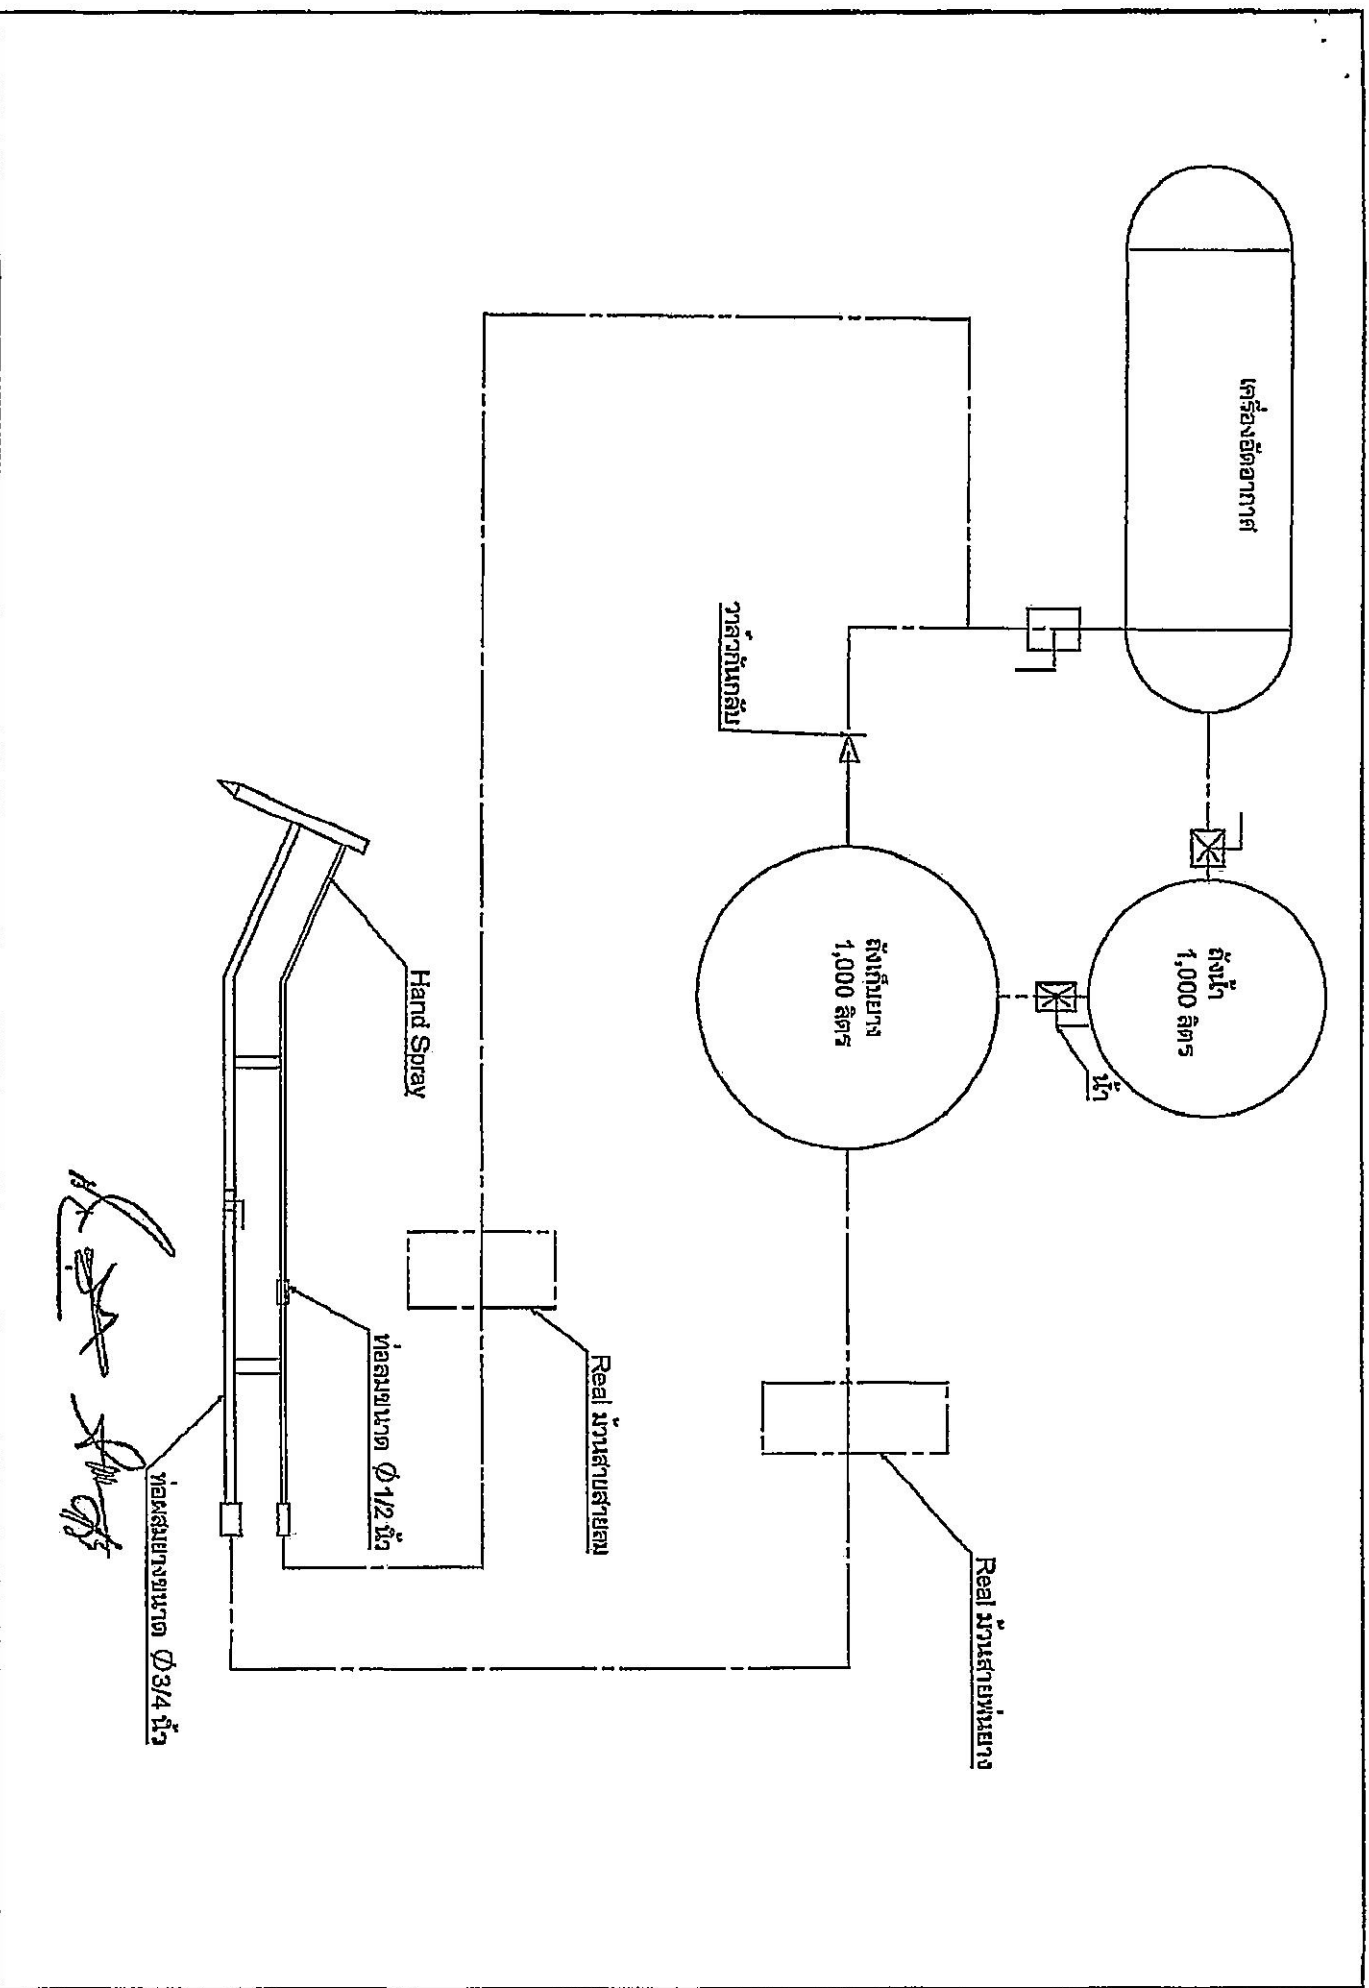 เครื่องอัดอากาศ
ถังน้ำ
1,000 ลิตร
น้ำ
วาล์วกันกลับ
ถังเก็บยาง
1,000 ลิตร
Real ม้วนสายพ่นยาง
Real ม้วนสายลม
Hand Spray
ท่อลมขนาด Ø 1/2 นิ้ว
ท่อผสมยางขนาด Ø 3/4 นิ้ว